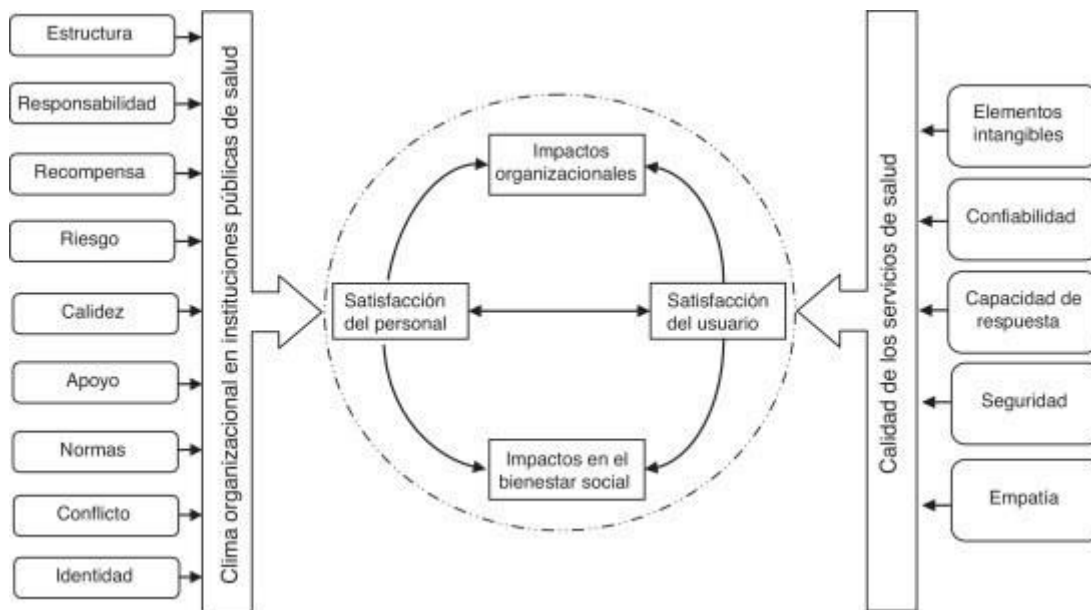 Estructura
Responsabilidad
Recompensa
Riesgo
Calidez
Apoyo
Normas
Conflicto
Identidad
Clima organizacional en instituciones públicas de salud
Impactos
organizacionales
Satisfacción
del personal
Satisfacción
del usuario
Impactos en el
bienestar social
Calidad de los servicios de salud
Elementos
intangibles
Confiabilidad
Capacidad de
respuesta
Seguridad
Empatía